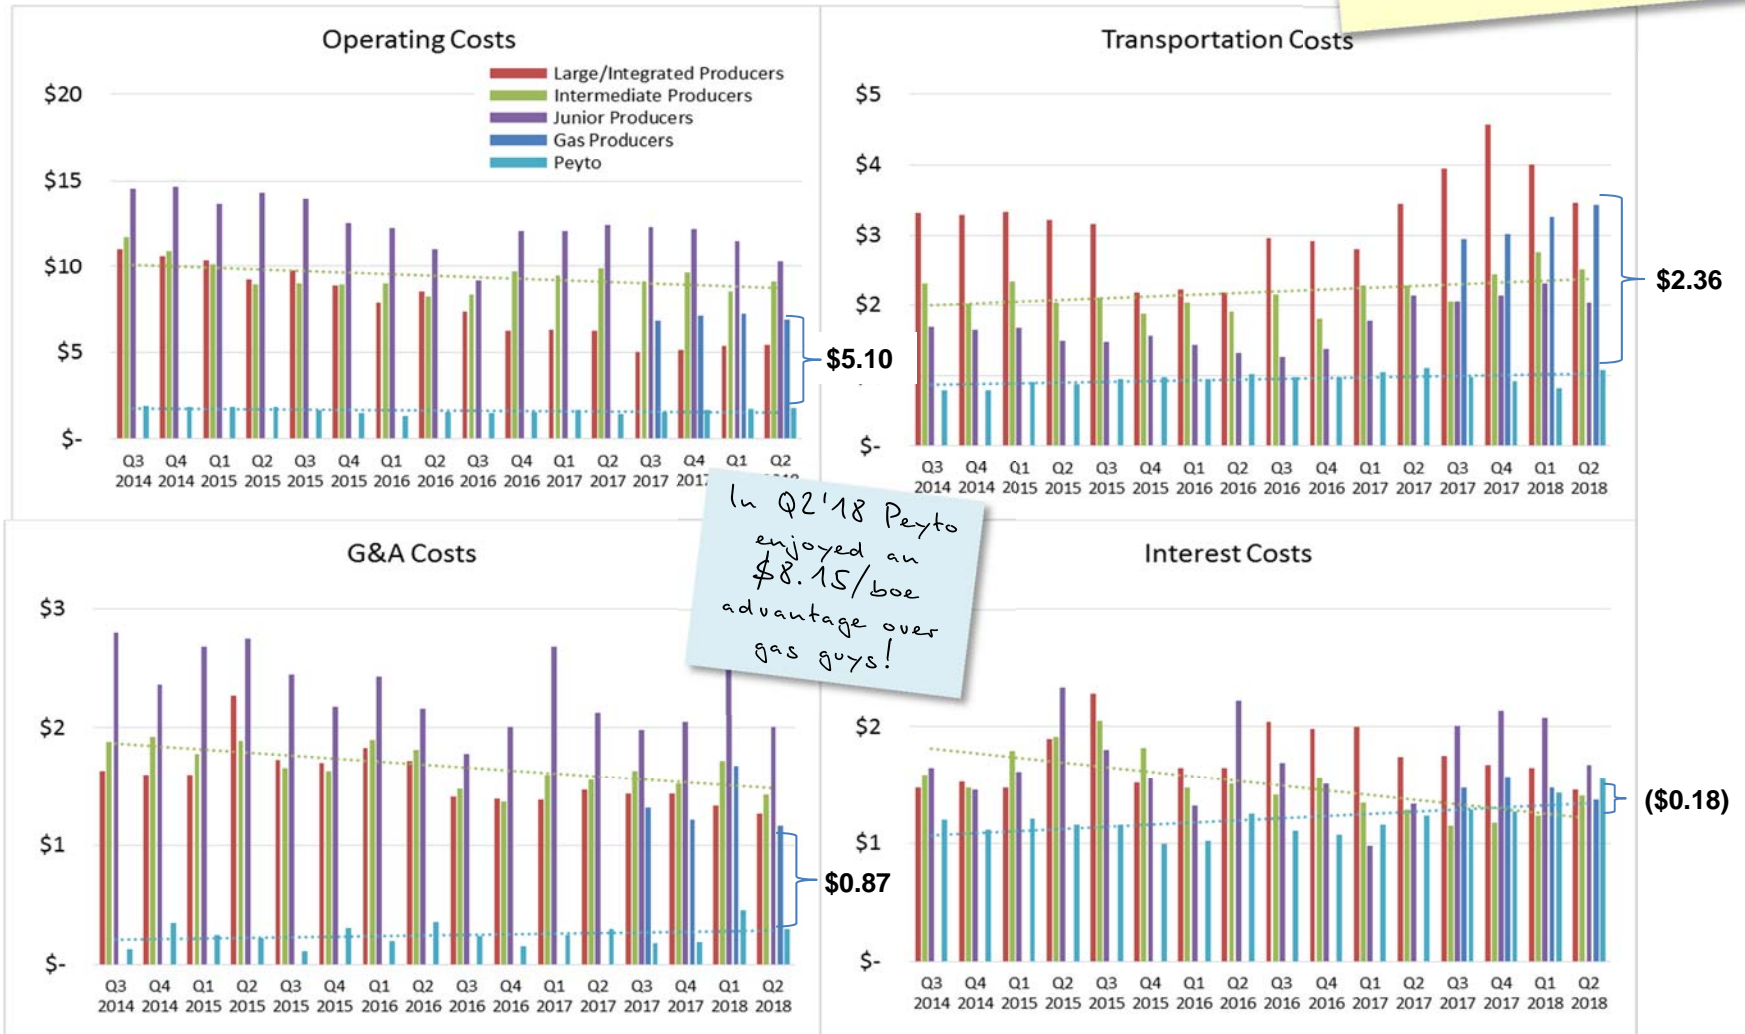 Operating Costs
Large/Integrated Producers
Intermediate Producers
Junior Producers
Gas Producers
Peyto
$20
$15
$10
$5
$-
$5.10
Q3 Q4 Q1 Q2 Q3 Q4 Q1 Q2 Q3 Q4 Q1 Q2 Q3 Q4 Q1 Q2
2014 2014 2015 2015 2015 2015 2016 2016 2016 2016 2017 2017 2017
Transportation Costs
$5
$4
$3
$2
$-
$2.36
Q3 Q4 Q1 Q2 Q3 Q4 Q1 Q2 Q3 Q4 Q1 Q2 Q3 Q4 Q1 Q2
2014 2014 2015 2015 2015 2015 2016 2016 2016 2016 2017 2017 2017 2017 2018 2018
In Q2'18 Peyto
enjoyed an
$8.15/boe
advantage over
gas guys!
G&A Costs
$3
$2
$1
$-
$0.87
Q3 Q4 Q1 Q2 Q3 Q4 Q1 Q2 Q3 Q4 Q1 Q2 Q3 Q4 Q1 Q2
2014 2014 2015 2015 2015 2015 2016 2016 2016 2016 2017 2017 2017 2017 2018 2018
Interest Costs
$2
$1
$-
($0.18)
Q3 Q4 Q1 Q2 Q3 Q4 Q1 Q2 Q3 Q4 Q1 Q2 Q3 Q4 Q1 Q2
2014 2014 2015 2015 2015 2015 2016 2016 2016 2016 2017 2017 2017 2017 2018 2018